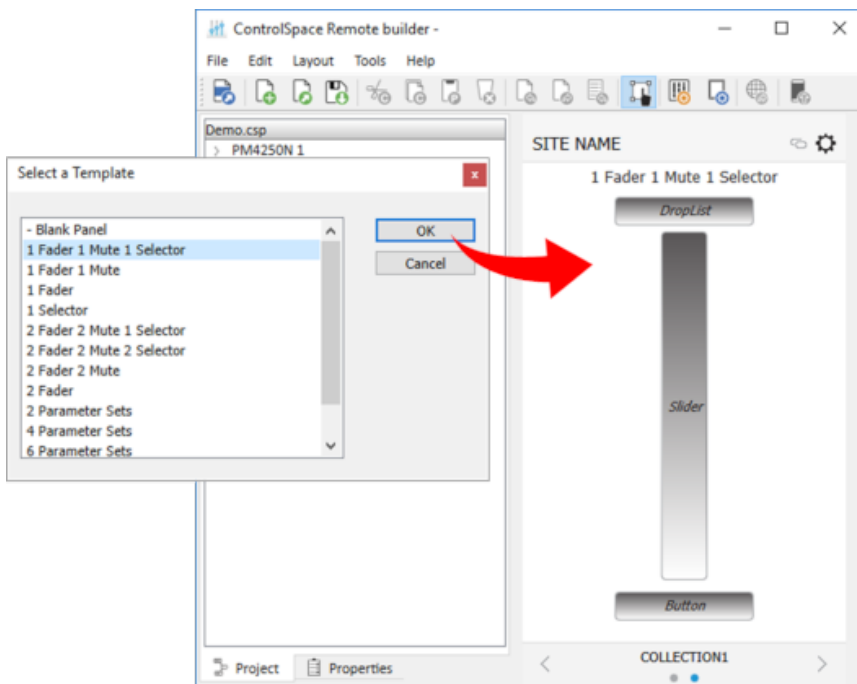 ControlSpace Remote builder -
File Edit Layout Tools Help
Demo.csp
PM4250N 1
Select a Template
- Blank Panel
1 Fader 1 Mute 1 Selector
1 Fader 1 Mute
1 Fader
1 Selector
2 Fader 2 Mute 1 Selector
2 Fader 2 Mute 2 Selector
2 Fader 2 Mute
2 Fader
2 Parameter Sets
4 Parameter Sets
6 Parameter Sets
OK
Cancel
SITE NAME
1 Fader 1 Mute 1 Selector
DropList
Slider
Button
COLLECTION1
Project Properties